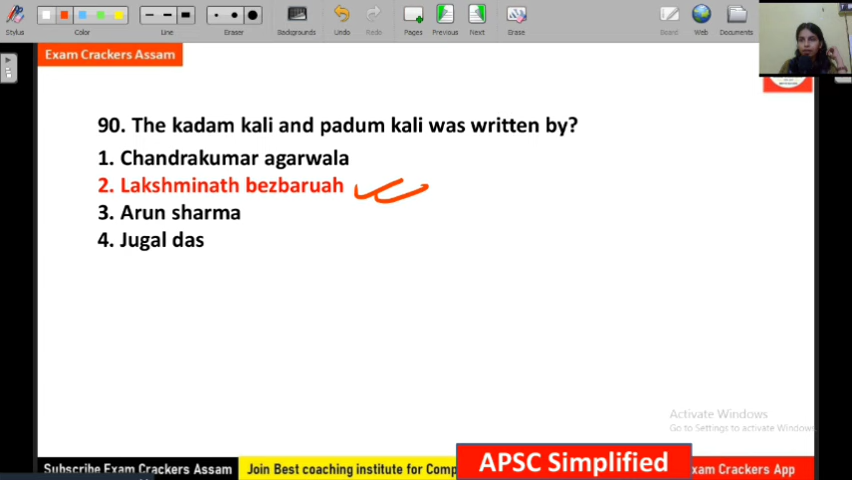 Stylus
Color
Line
Eraser
Backgrounds
Undo
Redo
Pages
Previous
Next
Erase
Board
Web
Documents
Exam Crackers Assam
90. The kadam kali and padum kali was written by?
1. Chandrakumar agarwala
2. Lakshminath bezbaruah
3. Arun sharma
4. Jugal das
Activate Windows
Go to Settings to activate Windows
Subscribe Exam Crackers Assam
Join Best coaching institute for Comp
APSC Simplified
xam Crackers App